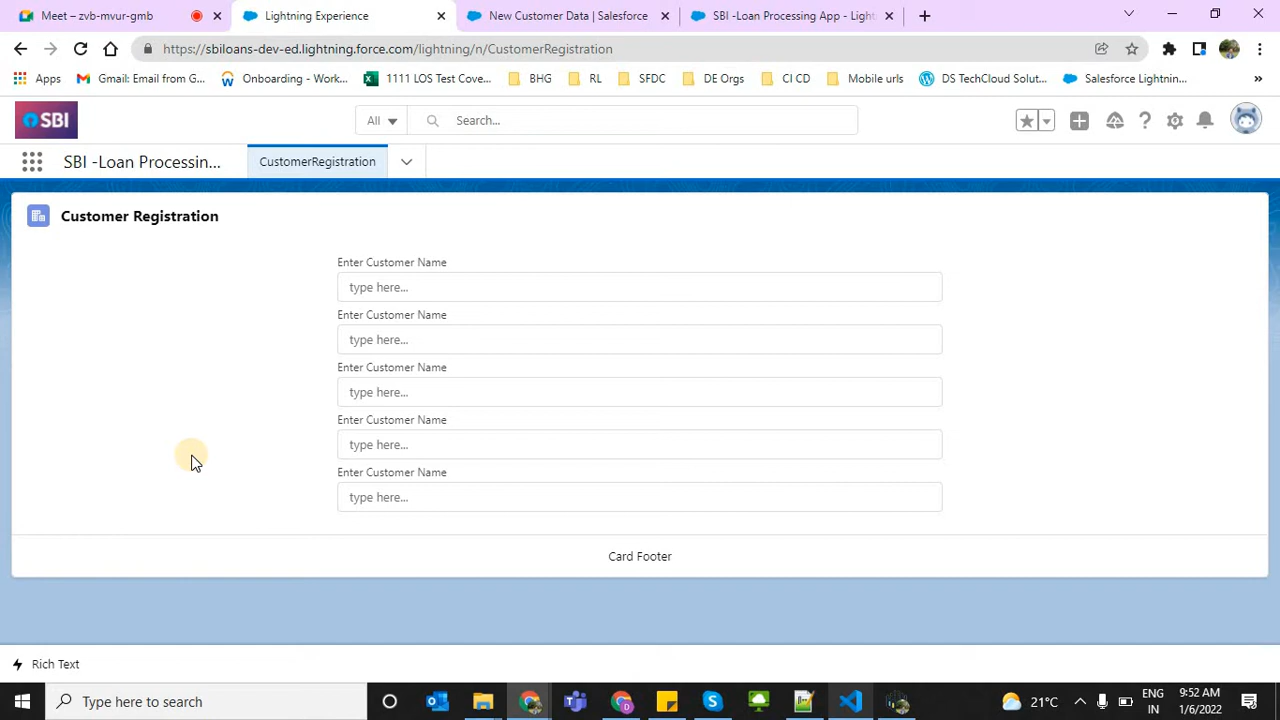 Meet – zvb-mvur-gmb
Lightning Experience
New Customer Data | Salesforce
SBI -Loan Processing App - Light
https://sbiloans-dev-ed.lightning.force.com/lightning/n/CustomerRegistration
Apps
Gmail: Email from G...
Onboarding - Work...
1111 LOS Test Cove...
BHG
RL
SFDC
DE Orgs
CI CD
Mobile urls
DS TechCloud Solut...
Salesforce Lightnin...
»
SBI
All
Search...
SBI -Loan Processin...
CustomerRegistration
Customer Registration
Enter Customer Name
type here...
Enter Customer Name
type here...
Enter Customer Name
type here...
Enter Customer Name
type here...
Enter Customer Name
type here...
Card Footer
Rich Text
Type here to search
21°C
ENG
IN
9:52 AM
1/6/2022